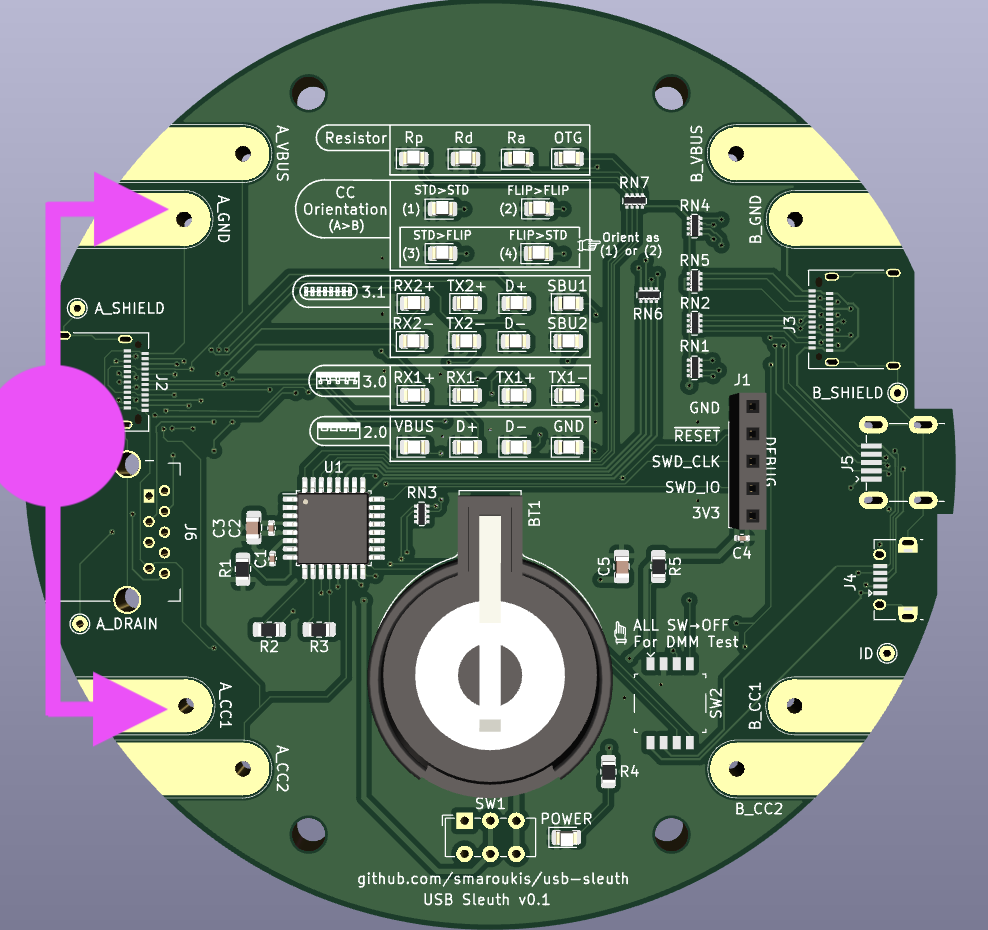 A_VBUS
Resistor
Rp
Rd
Ra
OTG
B_VBUS
A_GND
CC
Orientation
(A>B)
STD>STD
FLIP>FLIP
(1)
(2)
STD>FLIP
FLIP>STD
(3)
(4)
Orient as
(1) or (2)
RN7
RN4
B_GND
RN5
RN6
RN2
RN1
A_SHIELD
3.1
RX2+
TX2+
D+
SBU1
RX2-
TX2-
D-
SBU2
J2
J3
3.0
RX1+
RX1-
TX1+
TX1-
J1
B_SHIELD
2.0
VBUS
D+
D-
GND
GND
RESET
SWD_CLK
SWD_IO
3V3
DEBUG
J5
U1
RN3
BT1
C3
C2
J6
C1
R1
C5
R5
C4
J4
A_DRAIN
R2
R3
ALL SW→OFF
For DMM Test
ID
A_CC1
SW2
B_CC1
A_CC2
R4
B_CC2
SW1
POWER
github.com/smaroukis/usb-sleuth
USB Sleuth v0.1